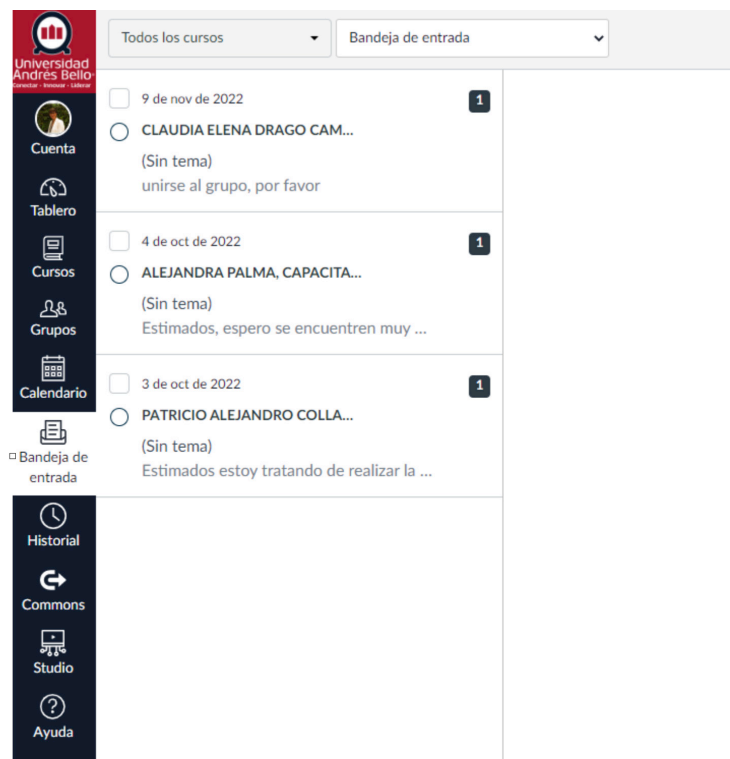 Universidad
Andrés Bello
Conectar - Innovar - Liderar
Cuenta
Tablero
Cursos
Grupos
Calendario
Bandeja de
entrada
Historial
Commons
Studio
Ayuda
Todos los cursos
Bandeja de entrada
9 de nov de 2022
1
CLAUDIA ELENA DRAGO CAM...
(Sin tema)
unirse al grupo, por favor
4 de oct de 2022
1
ALEJANDRA PALMA, CAPACITA...
(Sin tema)
Estimados, espero se encuentren muy ...
3 de oct de 2022
1
PATRICIO ALEJANDRO COLLA...
(Sin tema)
Estimados estoy tratando de realizar la ...